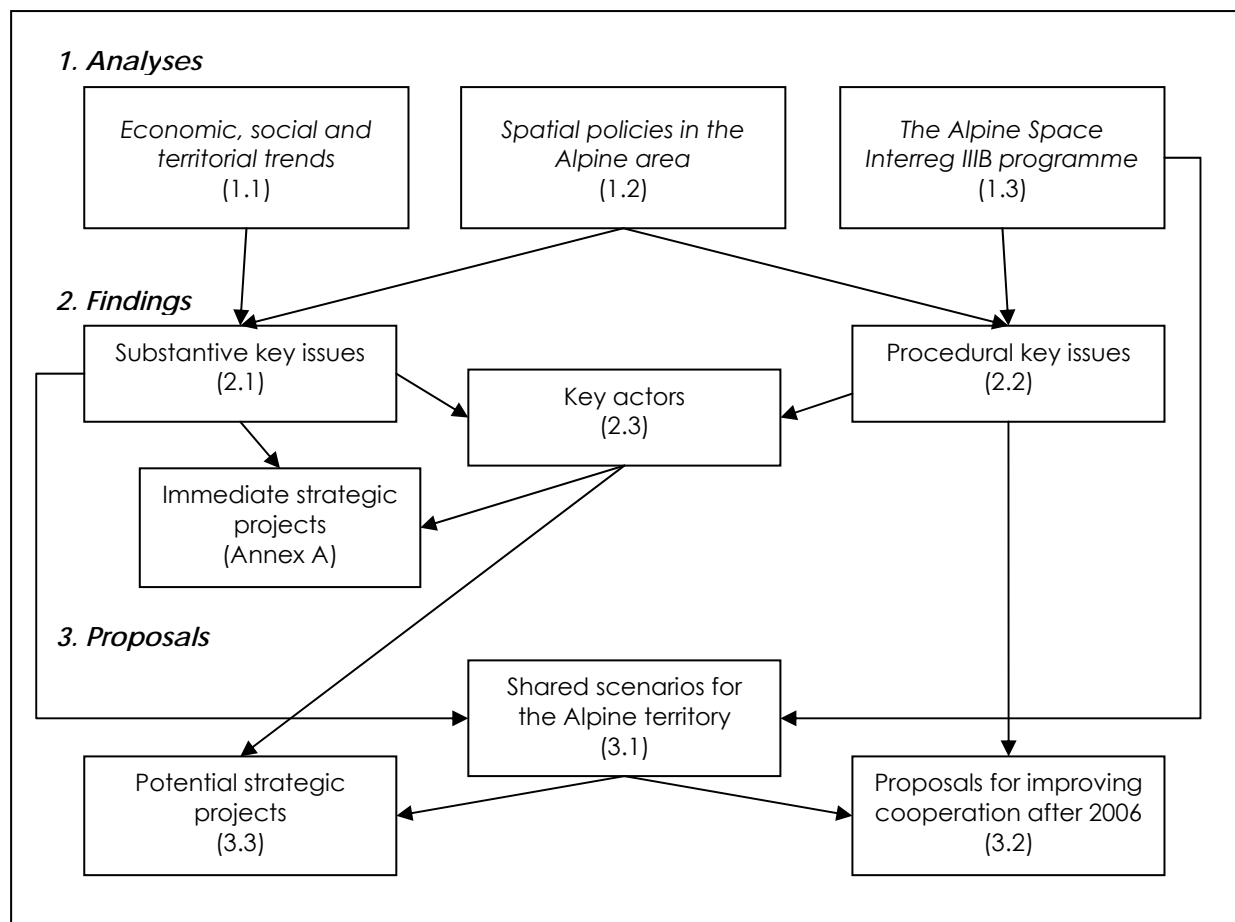 1. Analyses
Economic, social and
territorial trends
(1.1)
Spatial policies in the
Alpine area
(1.2)
The Alpine Space
Interreg IIIB programme
(1.3)
2. Findings
Substantive key issues
(2.1)
Key actors
(2.3)
Procedural key issues
(2.2)
Immediate strategic
projects
(Annex A)
3. Proposals
Shared scenarios for
the Alpine territory
(3.1)
Potential strategic
projects
(3.3)
Proposals for improving
cooperation after 2006
(3.2)